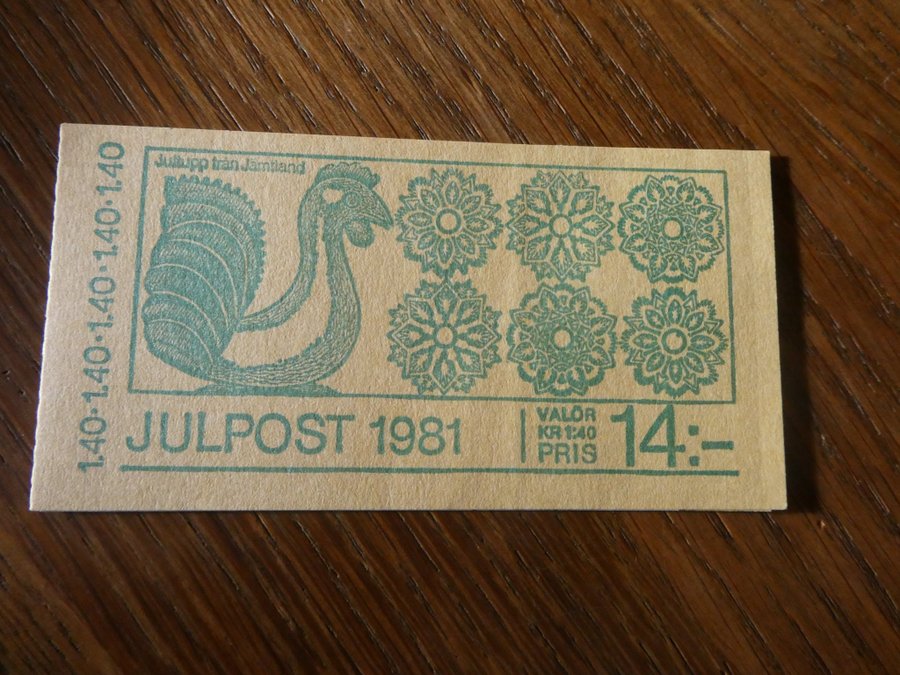 Jultupp från Jämtland
1.40·1.40·1.40·1.40·1.40
JULPOST 1981
VALÖR
KR 1:40
PRIS
14:-